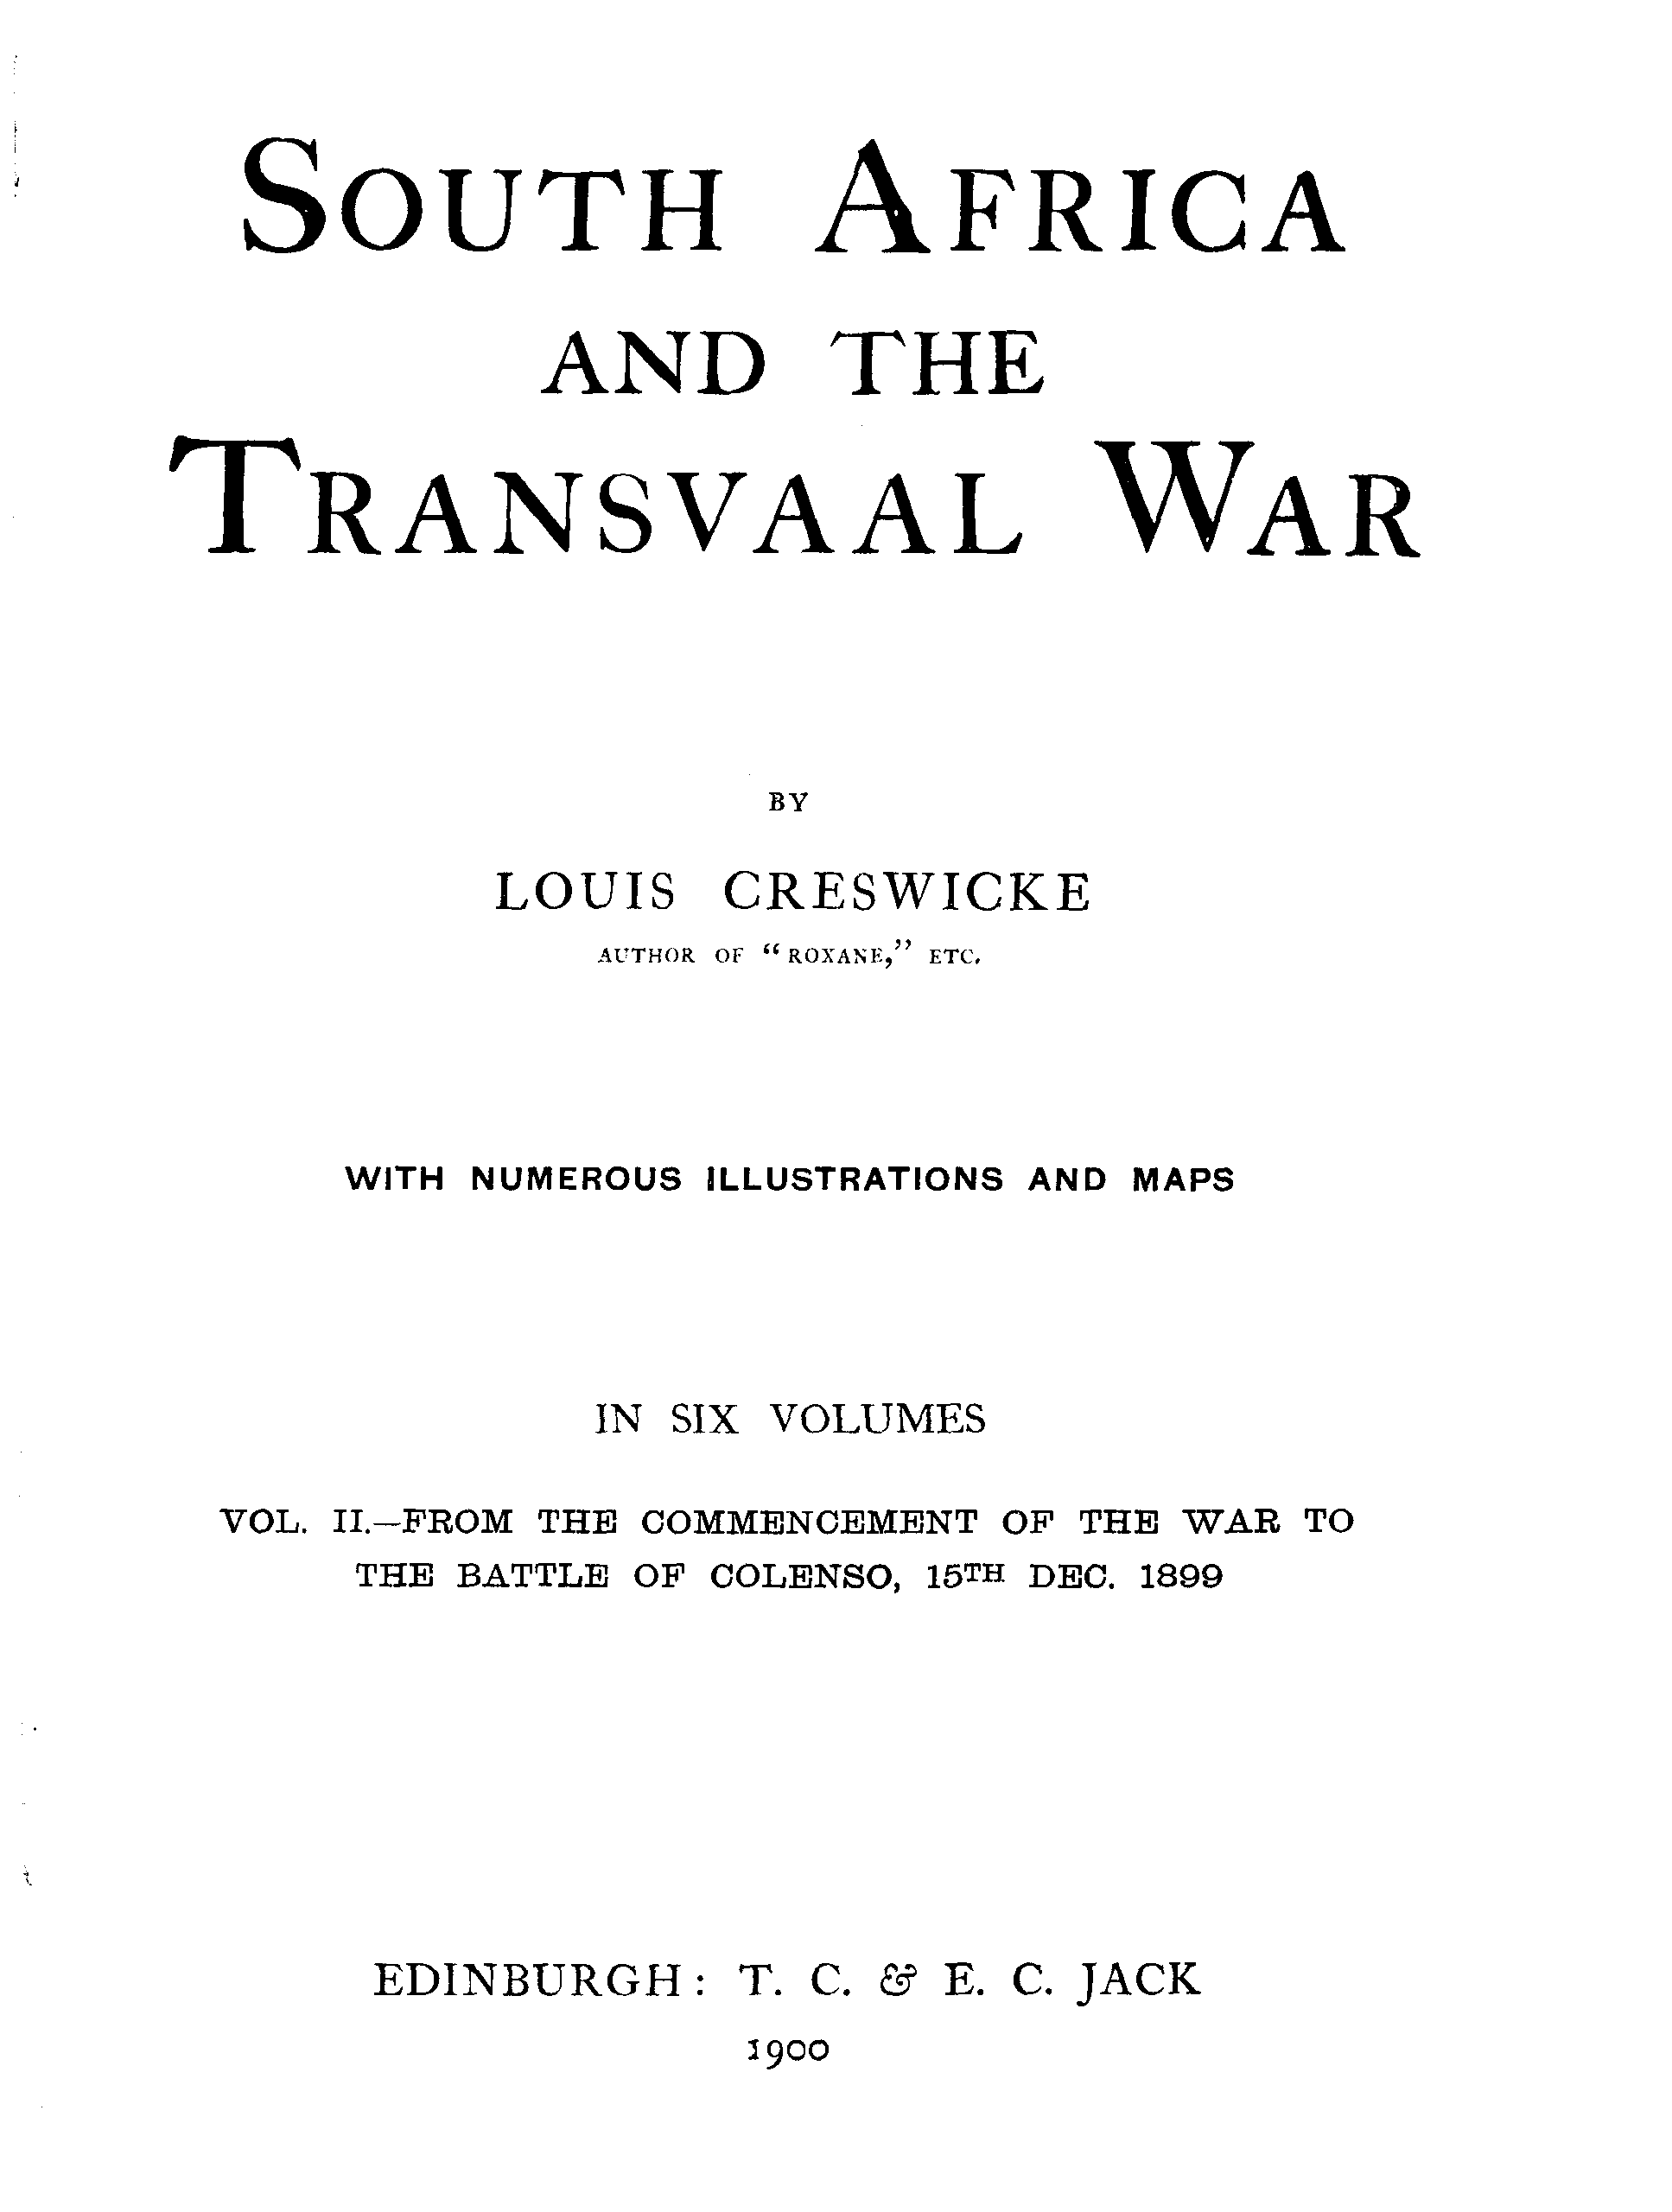 SOUTH AFRICA
AND THE
TRANSVAAL WAR
BY
LOUIS CRESWICKE
AUTHOR OF “ROXANE,” ETC.
WITH NUMEROUS ILLUSTRATIONS AND MAPS
IN SIX VOLUMES
VOL. II.—FROM THE COMMENCEMENT OF THE WAR TO
THE BATTLE OF COLENSO, 15TH DEC. 1899
EDINBURGH: T. C. & E. C. JACK
1900